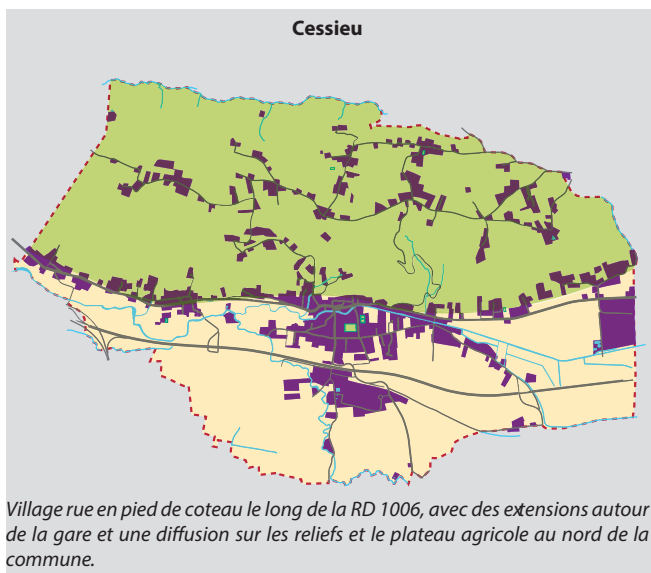 Cessieu
Village rue en pied de coteau le long de la RD 1006, avec des extensions autour
de la gare et une diffusion sur les reliefs et le plateau agricole au nord de la
commune.